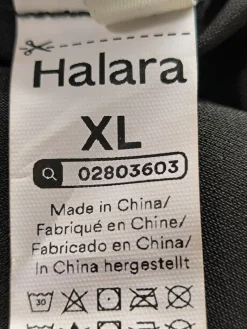 Halara
XL
02803603
Made in China/
Fabriqué en Chine/
Fabricado en China/
In China hergestellt
30